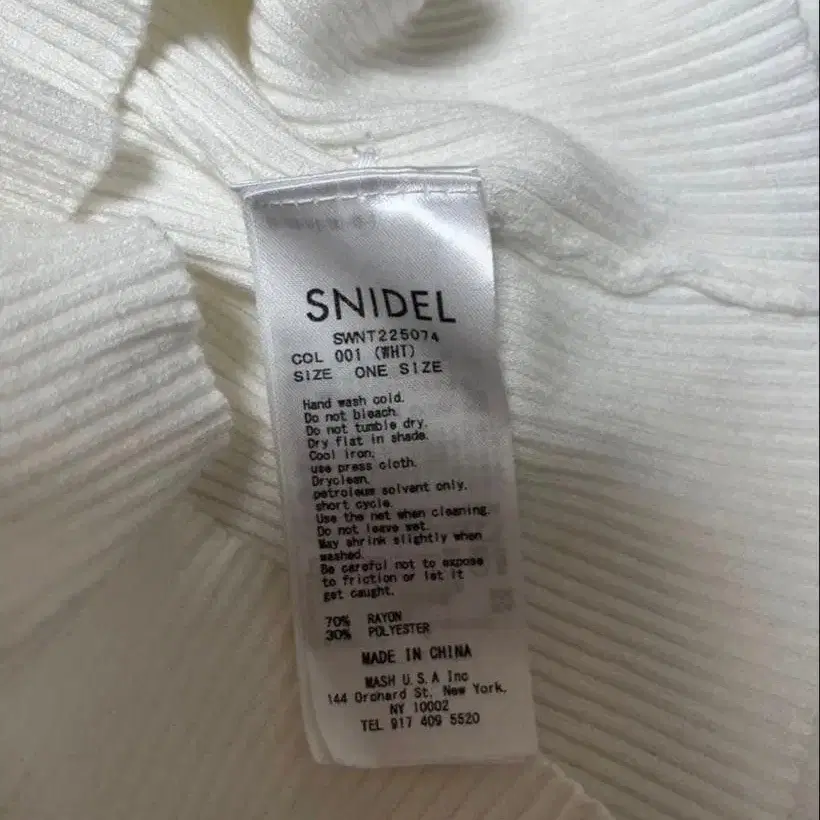 SNIDEL
SWNT225074
COL 001 (WHT)
SIZE ONE SIZE
Hand wash cold.
Do not bleach.
Do not tumble dry.
Dry flat in shade.
Cool iron,
use press cloth.
Dryclean,
petroleum solvent only,
short cycle.
Use the net when cleaning.
Do not leave wet.
May shrink slightly when
washed.
Be careful not to expose
to friction or let it
get caught.
70% RAYON
30% POLYESTER
MADE IN CHINA
MASH U.S.A Inc
144 Orchard St, New York,
NY 10002
TEL 917 409 5520